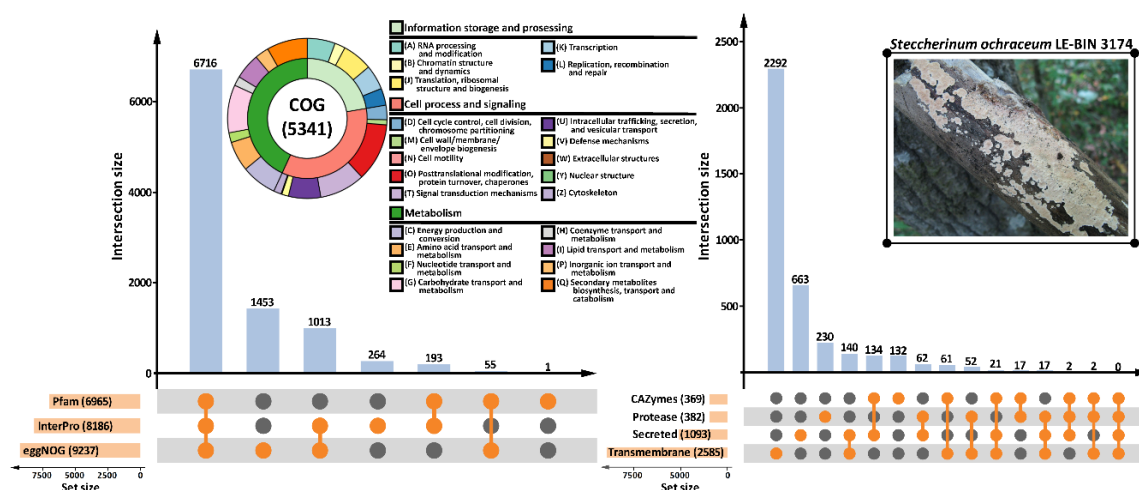 Intersection size
6716
6000
4000
2000
0
1453
1013
264
193
55
1
COG
(5341)
Information storage and prosessing
(A) RNA processing
and modification
(B) Chromatin structure
and dynamics
(J) Translation, ribosomal
structure and biogenesis
(K) Transcription
(L) Replication, recombination
and repair
Cell process and signaling
(D) Cell cycle control, cell division,
chromosome partitioning
(M) Cell wall/membrane/
envelope biogenesis
(N) Cell motility
(O) Posttranslational modification,
protein turnover, chaperones
(T) Signal transduction mechanisms
(U) Intracellular trafficking, secretion,
and vesicular transport
(V) Defense mechanisms
(W) Extracellular structures
(Y) Nuclear structure
(Z) Cytoskeleton
Metabolism
(C) Energy production and
conversion
(E) Amino acid transport and
metabolism
(F) Nucleotide transport and
metabolism
(G) Carbohydrate transport and
metabolism
(H) Coenzyme transport and
metabolism
(I) Lipid transport and metabolism
(P) Inorganic ion transport and
metabolism
(Q) Secondary metabolites
biosynthesis, transport and
catabolism
Pfam (6965)
InterPro (8186)
eggNOG (9237)
7500 5000 2500 0
Set size
Steccherinum ochraceum LE-BIN 3174
Intersection size
2500
2000
1500
1000
500
0
2292
663
230
140
134
132
62
61
52
21
17
17
2
2
0
CAZymes (369)
Protease (382)
Secreted (1093)
Transmembrane (2585)
7500 5000 2500 0
Set size